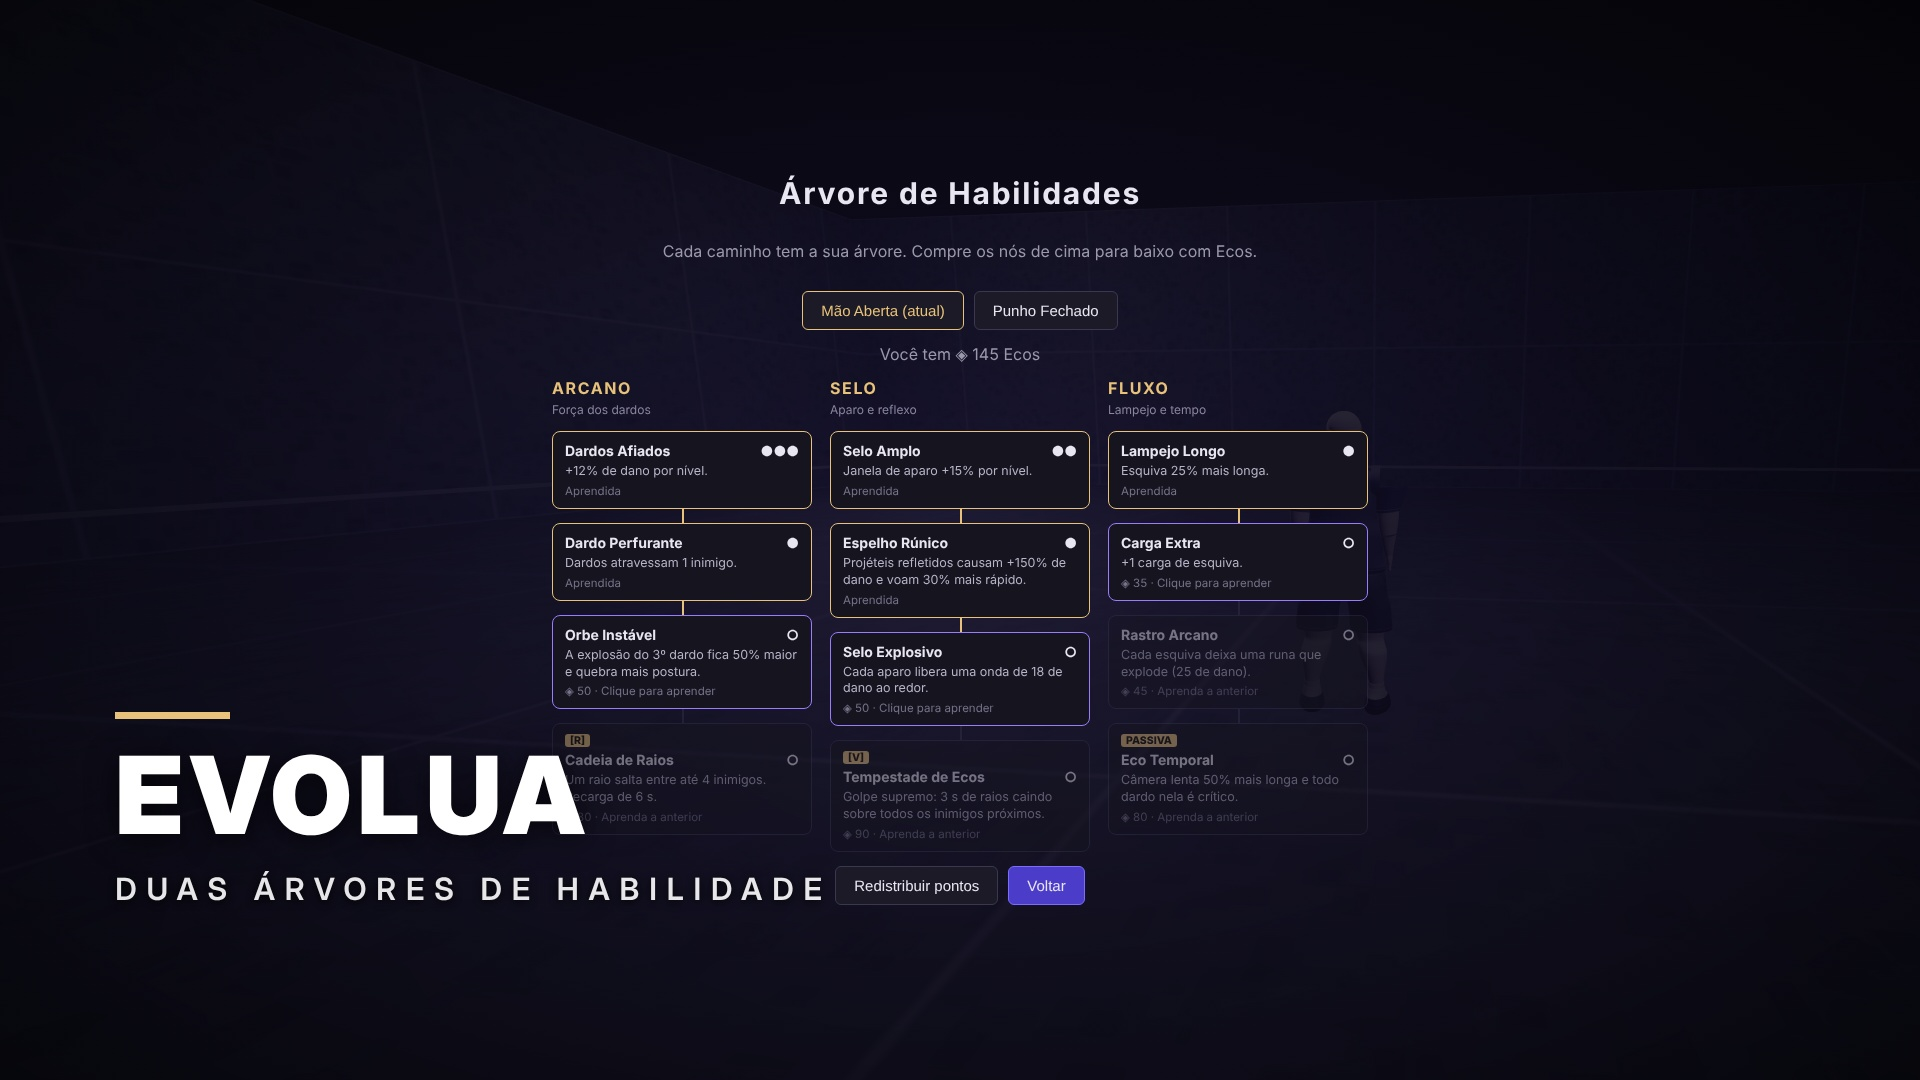 Árvore de Habilidades
Cada caminho tem a sua árvore. Compre os nós de cima para baixo com Ecos.
Mão Aberta (atual)
Punho Fechado
Você tem ◈ 145 Ecos
ARCANO
Força dos dardos
Dardos Afiados
+12% de dano por nível.
Aprendida
Dardo Perfurante
Dardos atravessam 1 inimigo.
Aprendida
Orbe Instável
A explosão do 3º dardo fica 50% maior
e quebra mais postura.
◈ 50 · Clique para aprender
[R]
Cadeia de Raios
Um raio salta entre até 4 inimigos.
de 6 s.
· Aprenda a anterior
SELO
Aparo e reflexo
Selo Amplo
Janela de aparo +15% por nível.
Aprendida
Espelho Rúnico
Projéteis refletidos causam +150% de
dano e voam 30% mais rápido.
Aprendida
Selo Explosivo
Cada aparo libera uma onda de 18 de
dano ao redor.
◈ 50 · Clique para aprender
[V]
Tempestade de Ecos
Golpe supremo: 3 s de raios caindo
sobre todos os inimigos próximos.
◈ 90 · Aprenda a anterior
FLUXO
Lampejo e tempo
Lampejo Longo
Esquiva 25% mais longa.
Aprendida
Carga Extra
+1 carga de esquiva.
◈ 35 · Clique para aprender
Rastro Arcano
Cada esquiva deixa uma runa que
explode (25 de dano).
◈ 45 · Aprenda a anterior
PASSIVA
Eco Temporal
Câmera lenta 50% mais longa e todo
dardo nela é crítico.
◈ 80 · Aprenda a anterior
EVOLUA
DUAS ÁRVORES DE HABILIDADE
Redistribuir pontos
Voltar